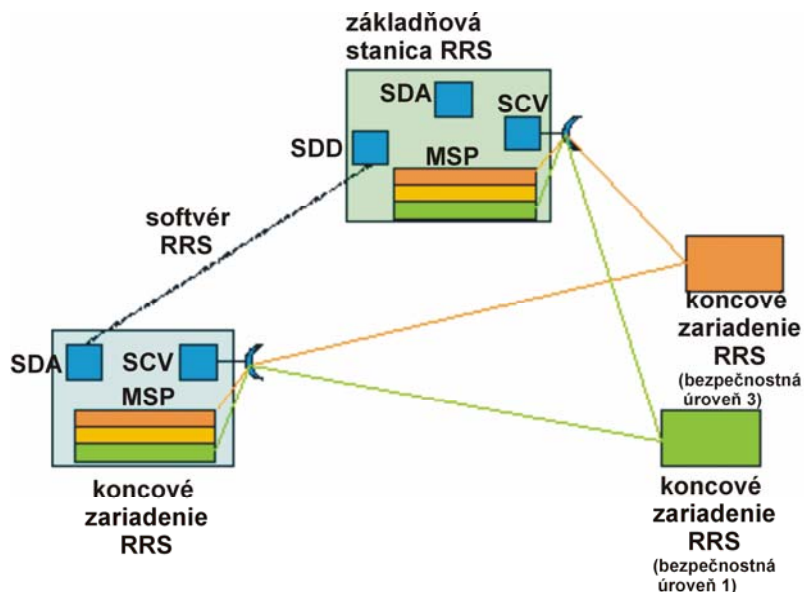 základňová
stanica RRS
SDA
SCV
SDD
MSP
softvér
RRS
koncové
zariadenie
RRS
(bezpečnostná
úroveň 3)
SDA
SCV
MSP
koncové
zariadenie
RRS
koncové
zariadenie
RRS
(bezpečnostná
úroveň 1)